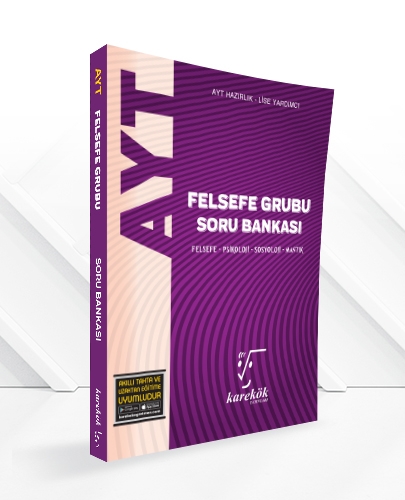 AYT
FELSEFE GRUBU
SORU BANKASI
karekök
AYT
AYT HAZIRLIK - LİSE YARDIMCI
FELSEFE GRUBU
SORU BANKASI
FELSEFE - PSİKOLOJİ - SOSYOLOJİ - MANTIK
AKILLI TAHTA VE
UZAKTAN EĞİTİME
UYUMLUDUR
karekök